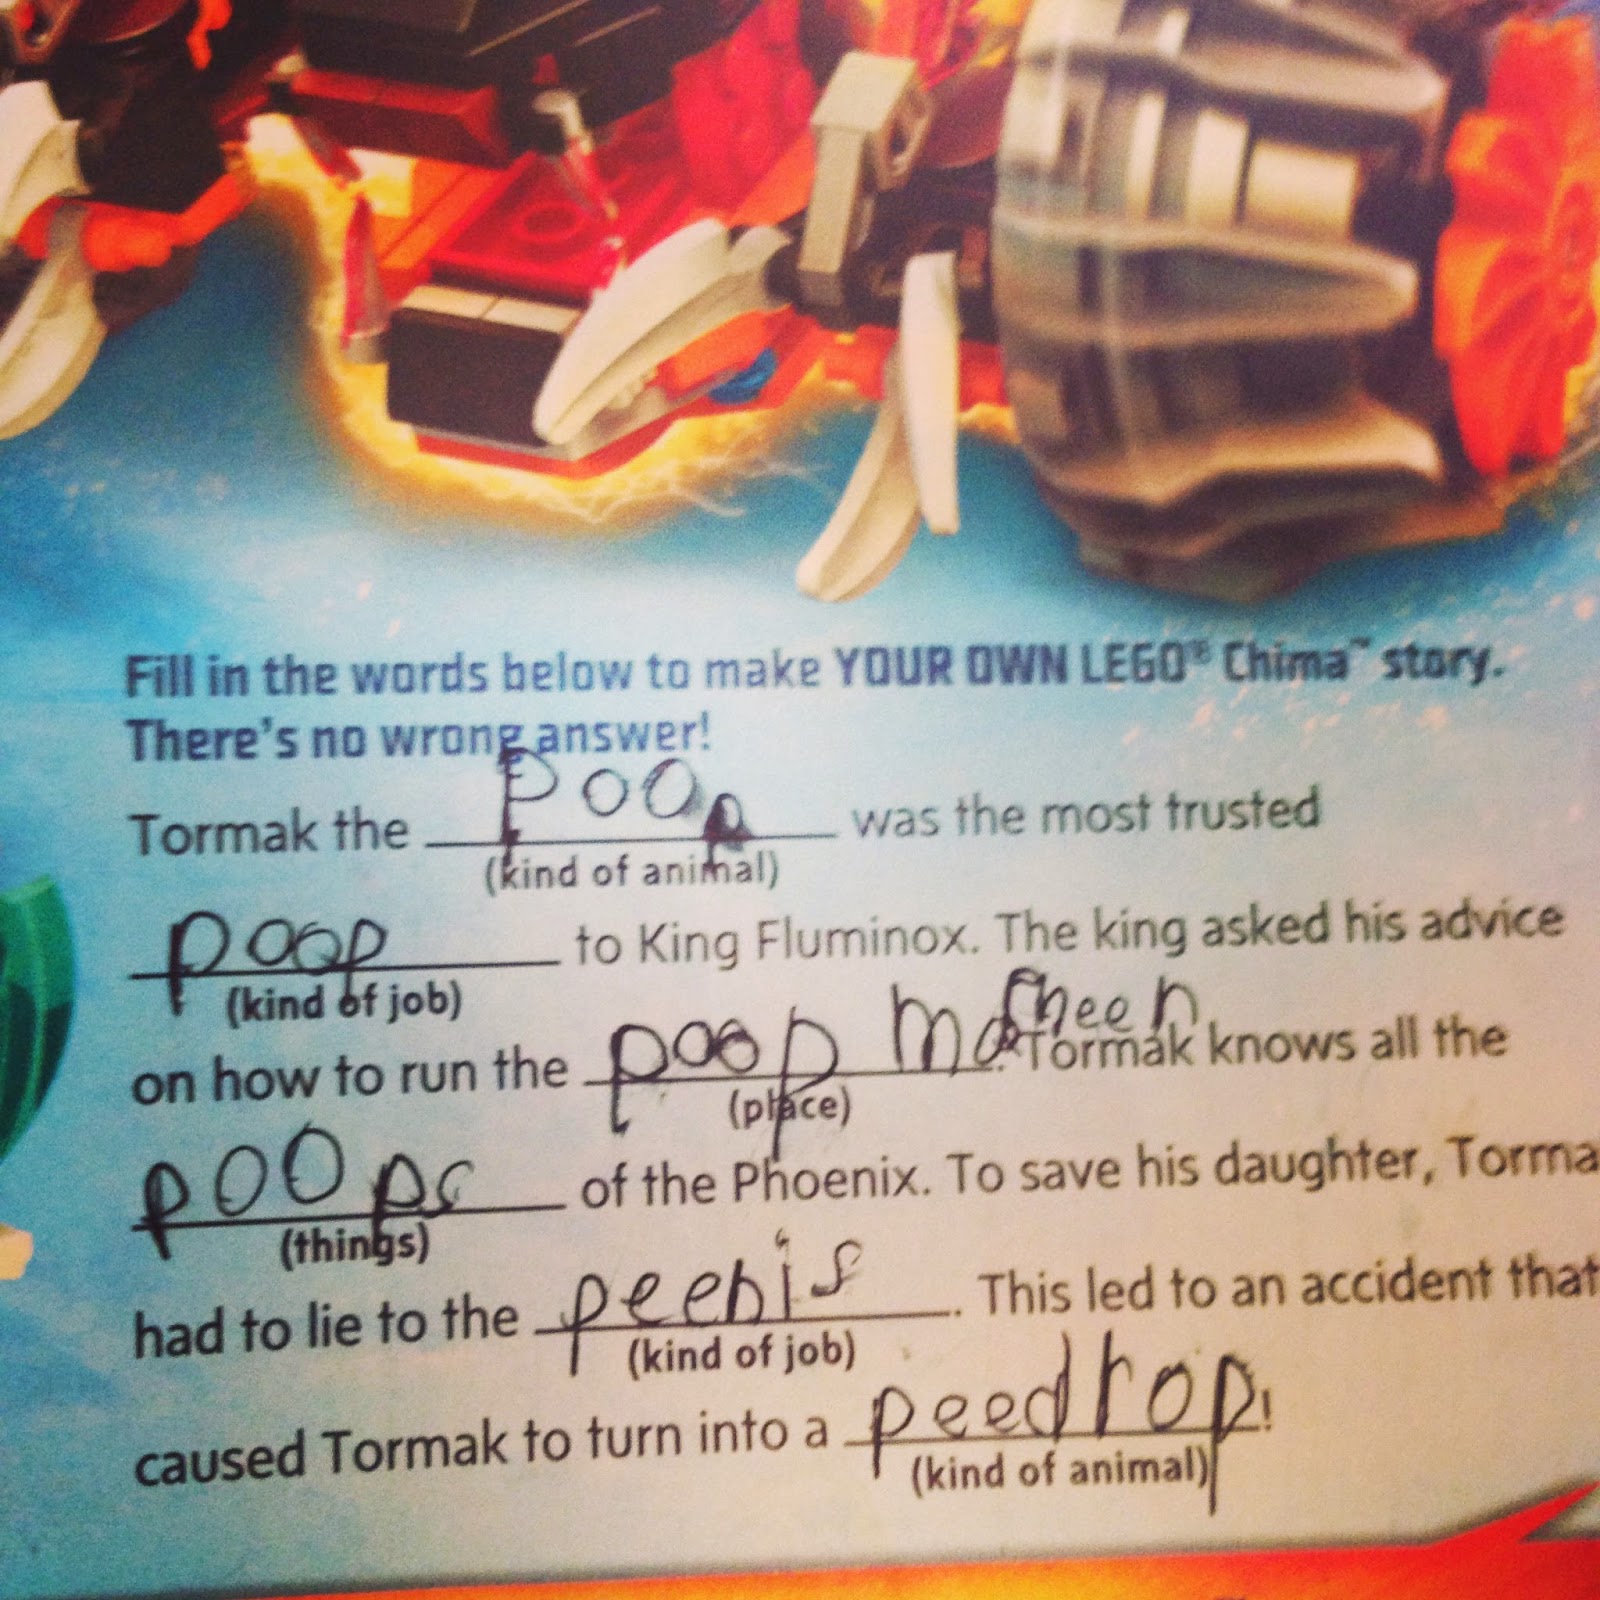 Fill in the words below to make YOUR OWN LEGO® Chima™ story.
There's no wrong answer!
Tormak the poop was the most trusted
(kind of animal)
poop to King Fluminox. The king asked his advice
(kind of job)
on how to run the poop masheen. Tormak knows all the
(place)
poops of the Phoenix. To save his daughter, Torma
(things)
had to lie to the peenis. This led to an accident that
(kind of job)
caused Tormak to turn into a peedrop!
(kind of animal)